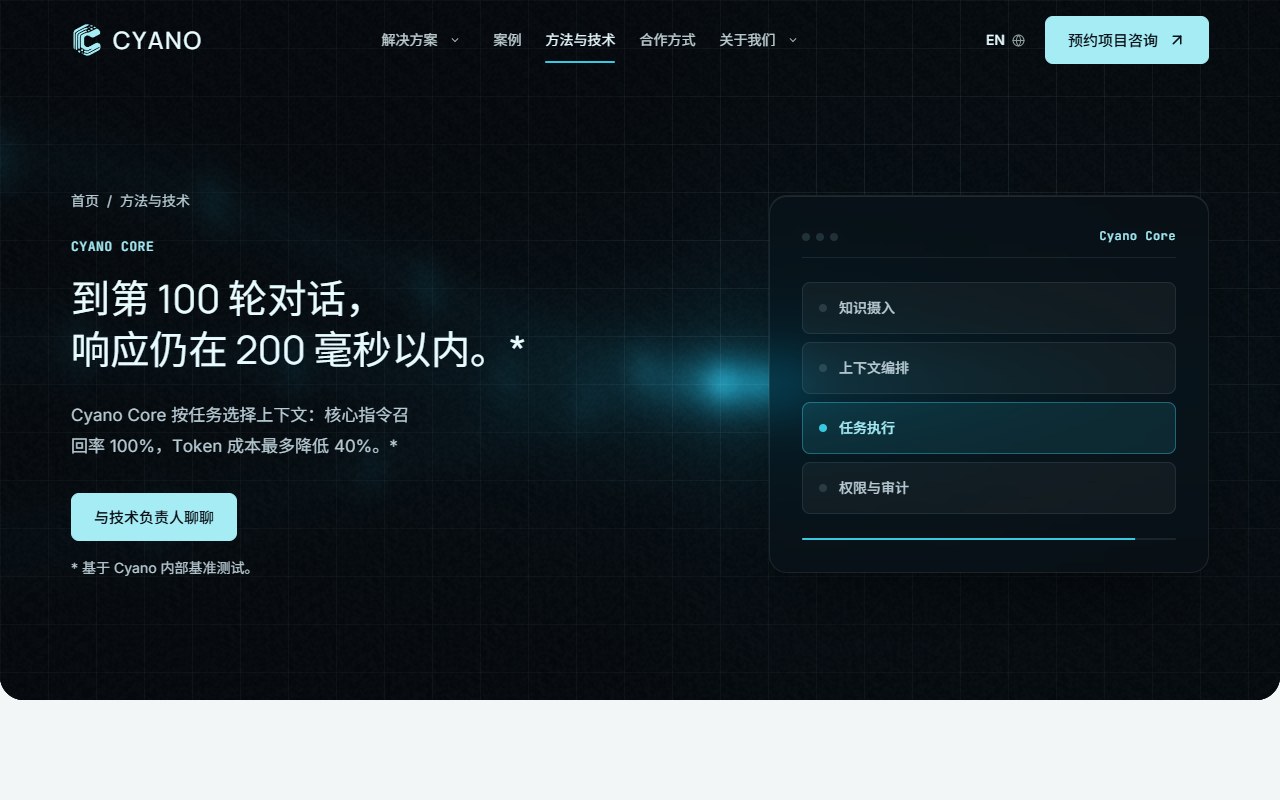 CYANO
解决方案
案例
方法与技术
合作方式
关于我们
EN
预约项目咨询
首页 / 方法与技术
CYANO CORE
到第 100 轮对话，
响应仍在 200 毫秒以内。*
Cyano Core 按任务选择上下文：核心指令召
回率 100%，Token 成本最多降低 40%。*
与技术负责人聊聊
* 基于 Cyano 内部基准测试。
Cyano Core
知识摄入
上下文编排
任务执行
权限与审计